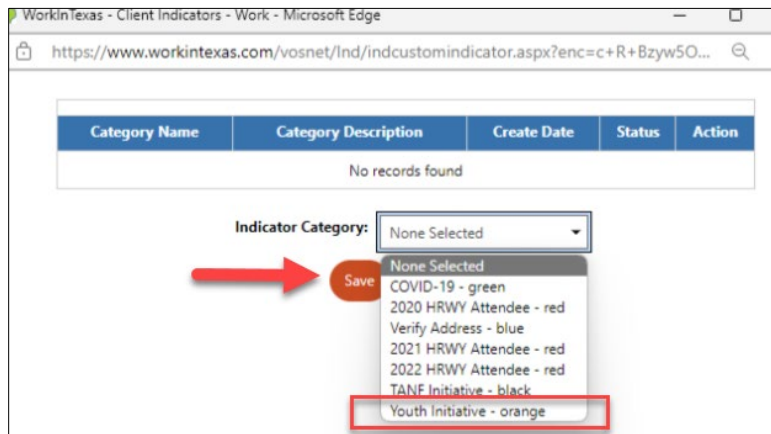 WorkInTexas - Client Indicators - Work - Microsoft Edge
https://www.workintexas.com/vosnet/Ind/indcustomindicator.aspx?enc=c+R+Bzyw5O...
Category Name Category Description Create Date Status Action
No records found
Indicator Category: None Selected
None Selected
Save
COVID-19 - green
2020 HRWY Attendee - red
Verify Address - blue
2021 HRWY Attendee - red
2022 HRWY Attendee - red
TANF Initiative - black
Youth Initiative - orange